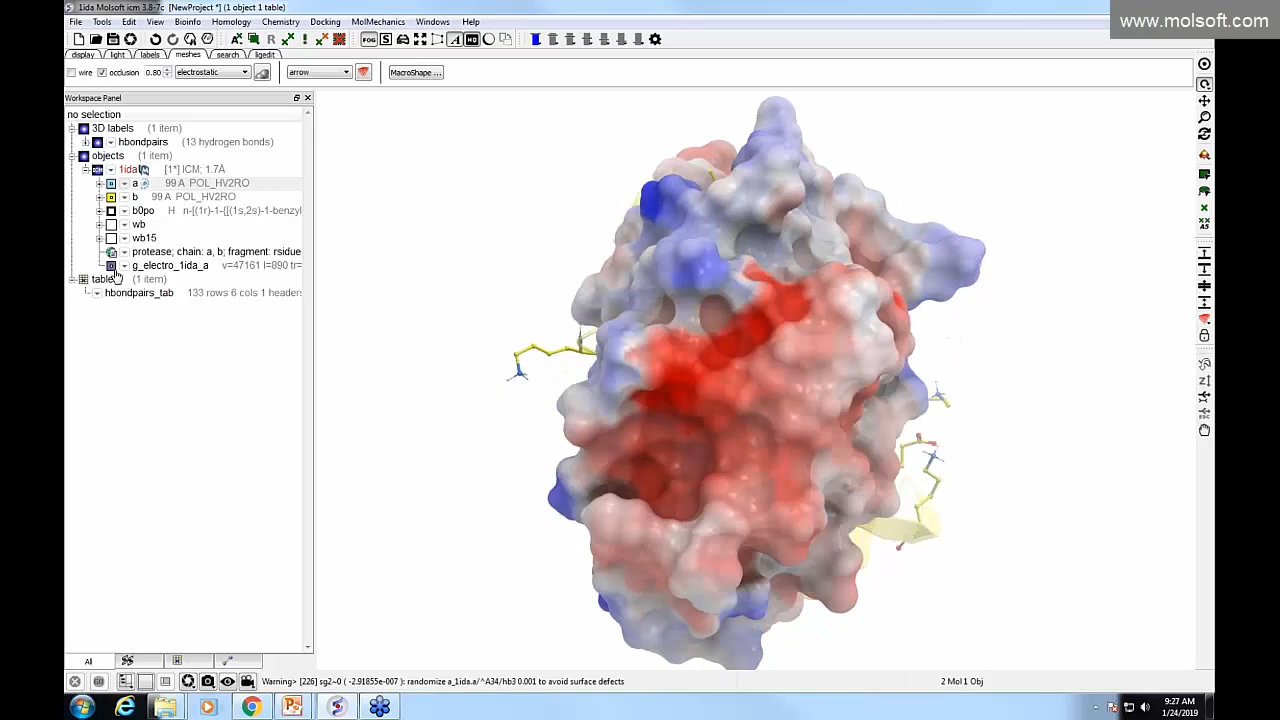 1ida Molsoft icm 3.8-7c [NewProject *] (1 object 1 table)
www.molsoft.com
File Tools Edit View Bioinfo Homology Chemistry Docking MolMechanics Windows Help
FOG
display light labels meshes search ligedit
wire occlusion 0.80 electrostatic arrow MacroShape ...
Workspace Panel
no selection
3D labels (1 item)
hbondpairs (13 hydrogen bonds)
objects (1 item)
1ida [1*] ICM; 1.7Å
a 99 A POL_HV2RO
b 99 A POL_HV2RO
b0po H n-[(1r)-1-{[(1s,2s)-1-benzyl
wb
wb15
protease; chain: a, b; fragment: rsidue
g_electro_1ida_a v=47161 l=890 tr=
table (1 item)
hbondpairs_tab 133 rows 6 cols 1 headers
All
Warning> [226] sg2~0 ( -2.91855e-007 ): randomize a_1ida.a/^A34/hb3 0.001 to avoid surface defects
2 Mol 1 Obj
9:27 AM
1/24/2019